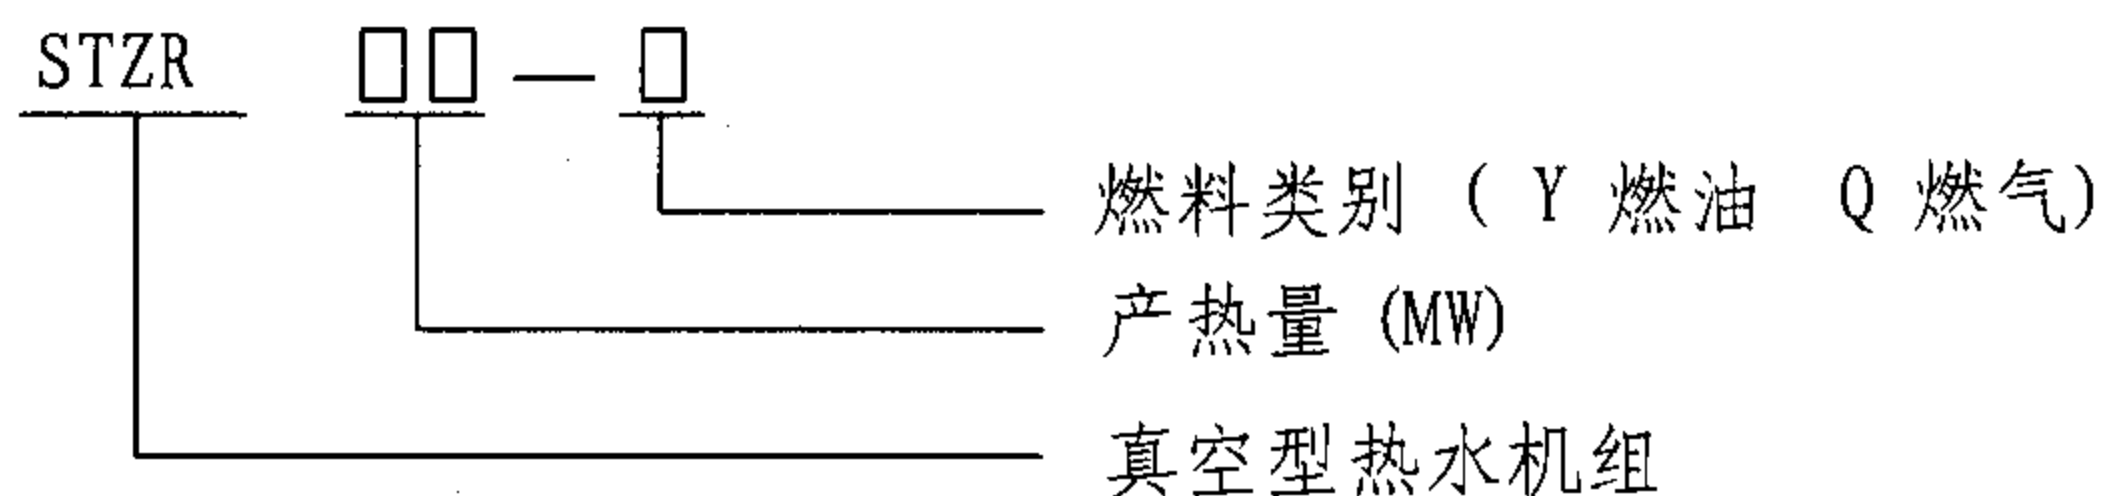 STZR □□—□
燃料类别 ( Y 燃油 Q 燃气)
产热量 (MW)
真空型热水机组